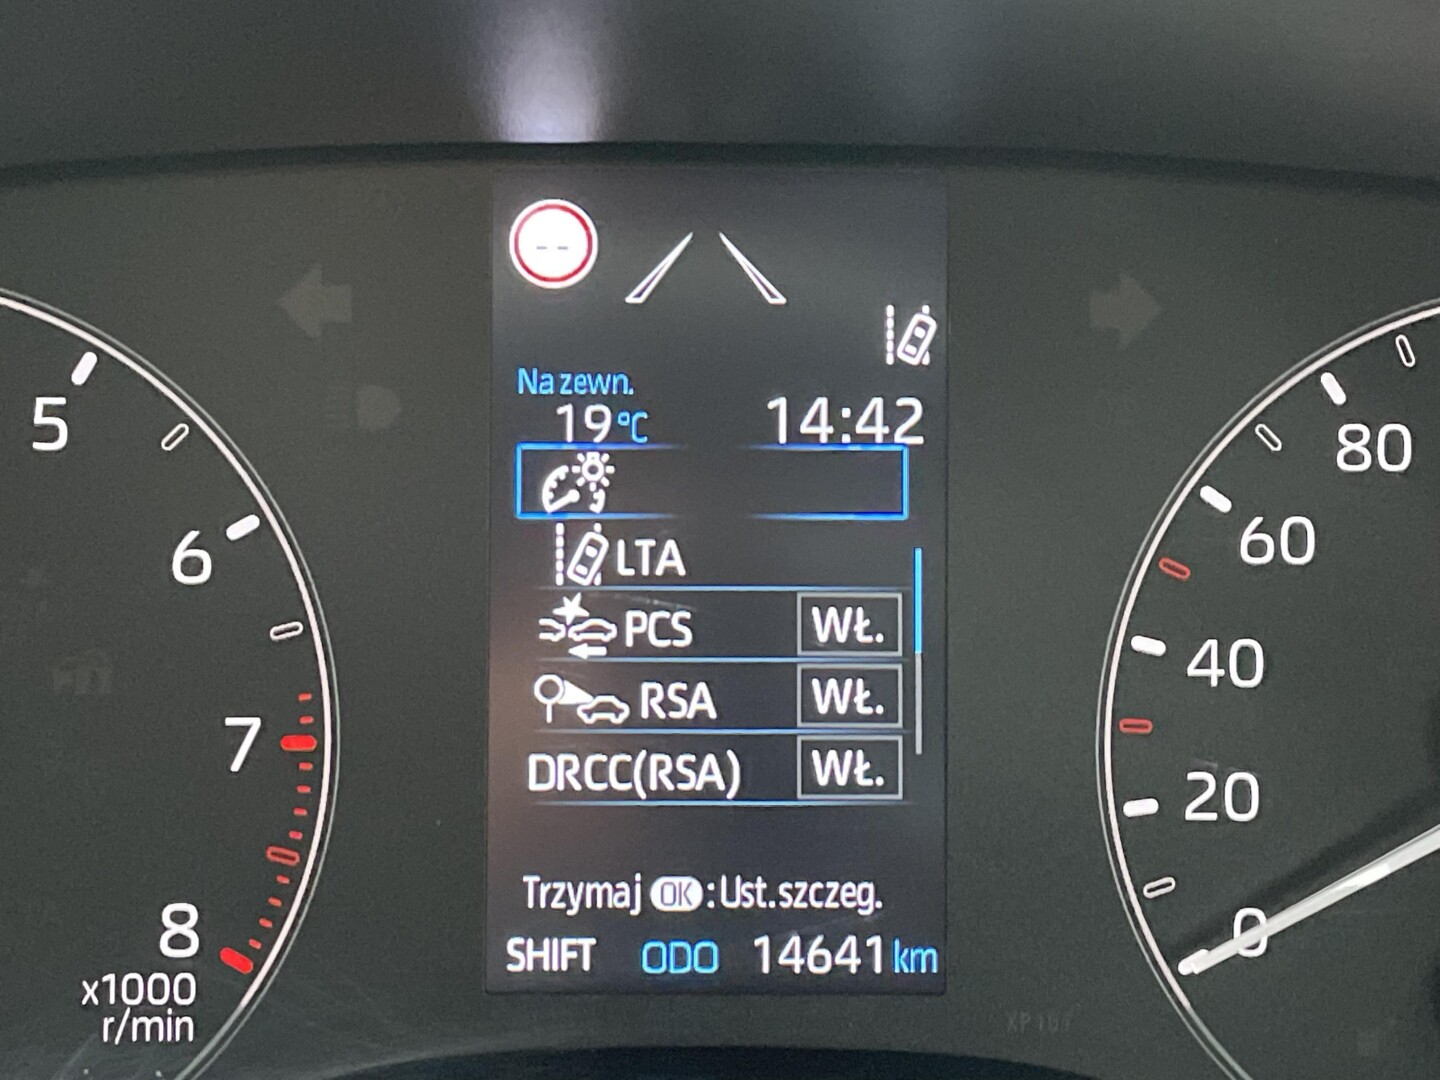 --
Na zewn.
19°C 14:42
LTA
PCS WŁ.
RSA WŁ.
DRCC(RSA) WŁ.
Trzymaj OK:Ust.szczeg.
SHIFT ODO 14641 km
5
6
7
8
x1000
r/min
80
60
40
20
0